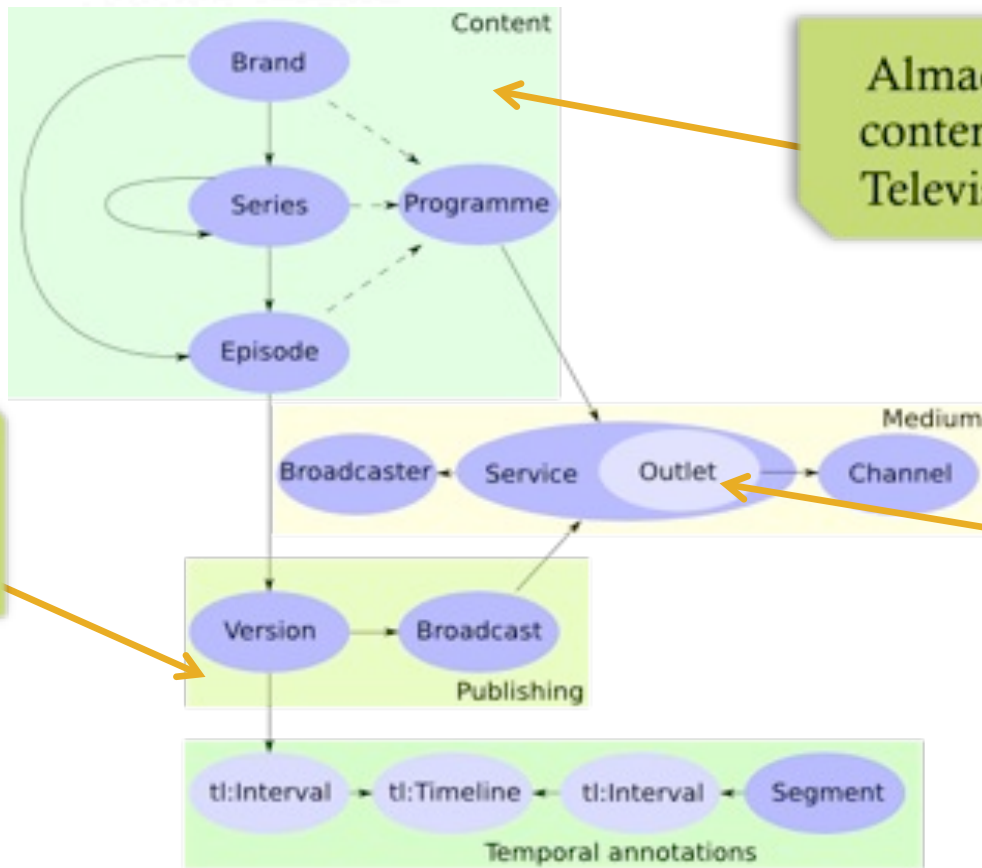 Content
Brand
Series
Programme
Episode
contenu
Medium
Broadcaster
Service
Outlet
Channel
Version
Broadcast
Publishing
tl:Interval
tl:Timeline
tl:Interval
Segment
Temporal annotations